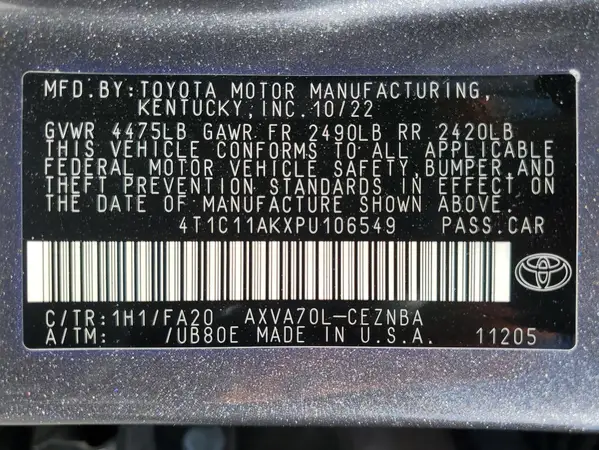 MFD.BY:TOYOTA MOTOR MANUFACTURING,
KENTUCKY,INC.10/22
GVWR 4475LB GAWR FR 2490LB RR 2420LB
THIS VEHICLE CONFORMS TO ALL APPLICABLE
FEDERAL MOTOR VEHICLE SAFETY,BUMPER,AND
THEFT PREVENTION STANDARDS IN EFFECT ON
THE DATE OF MANUFACTURE SHOWN ABOVE.
4T1C11AKXPU106549 PASS.CAR
C/TR:1H1/FA20 AXVA70L-CEZNBA
A/TM: /UB80E MADE IN U.S.A. 11205